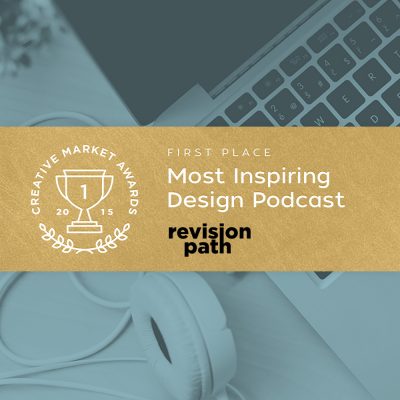 CREATIVE MARKET AWARDS
1
20 15
FIRST PLACE
Most Inspiring
Design Podcast
revision
path